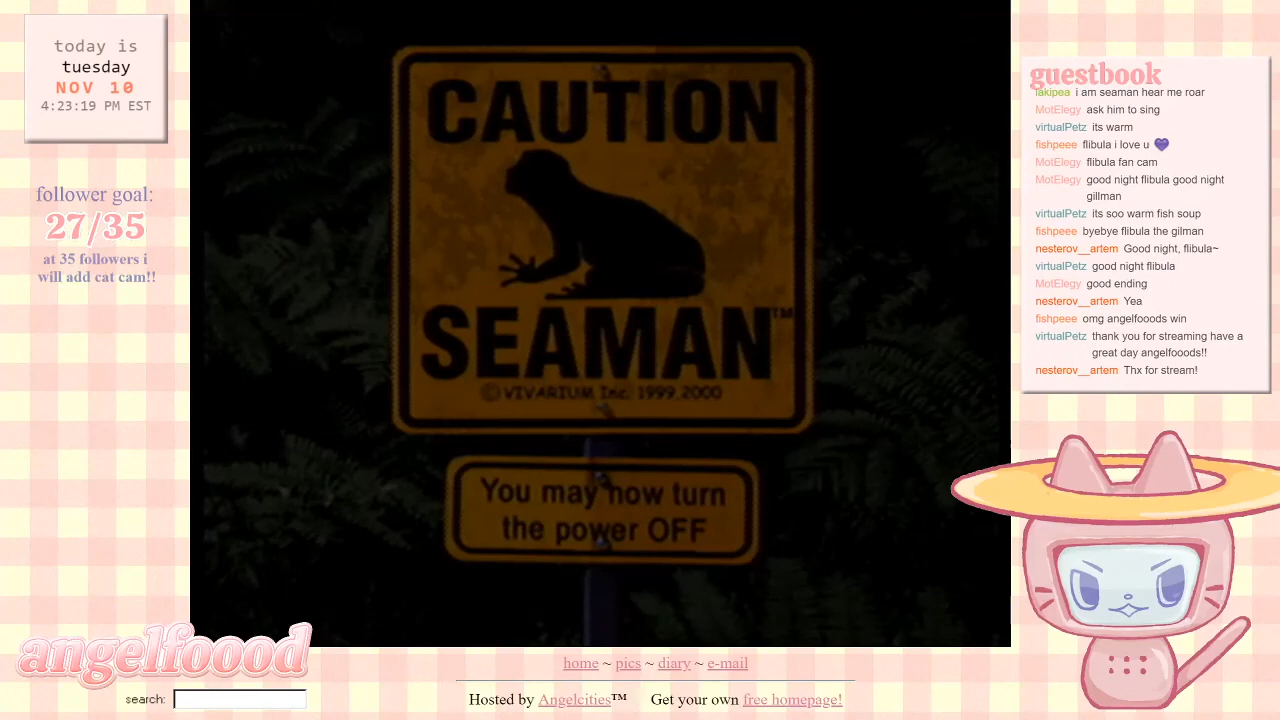 today is
tuesday
NOV 10
4:23:19 PM EST
follower goal:
27/35
at 35 followers i
will add cat cam!!
CAUTION
SEAMAN™
© VIVARIUM Inc. 1999,2000
You may now turn
the power OFF
guestbook
lakipea i am seaman hear me roar
MotElegy ask him to sing
virtualPetz its warm
fishpeee flibula i love u 💜
MotElegy flibula fan cam
MotElegy good night flibula good night
gillman
virtualPetz its soo warm fish soup
fishpeee byebye flibula the gilman
nesterov__artem Good night, flibula~
virtualPetz good night flibula
MotElegy good ending
nesterov__artem Yea
fishpeee omg angelfooods win
virtualPetz thank you for streaming have a
great day angelfooods!!
nesterov__artem Thx for stream!
angelfoood
search:
home ~ pics ~ diary ~ e-mail
Hosted by Angelcities™ Get your own free homepage!